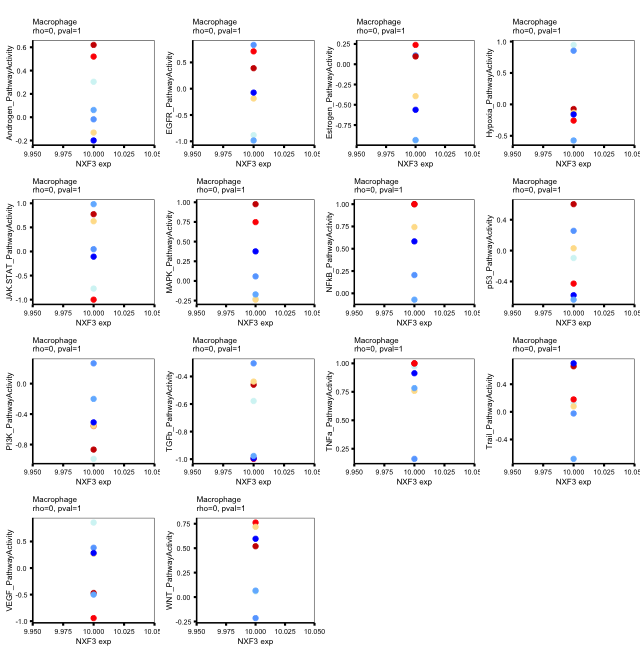 Macrophage
rho=0, pval=1
Androgen_PathwayActivity
0.6
0.4
0.2
0.0
-0.2
9.950 9.975 10.000 10.025 10.05
NXF3 exp
Macrophage
rho=0, pval=1
EGFR_PathwayActivity
0.5
0.0
-0.5
-1.0
9.950 9.975 10.000 10.025 10.05
NXF3 exp
Macrophage
rho=0, pval=1
Estrogen_PathwayActivity
0.25
0.00
-0.25
-0.50
-0.75
9.950 9.975 10.000 10.025 10.05
NXF3 exp
Macrophage
rho=0, pval=1
Hypoxia_PathwayActivity
1.0
0.5
0.0
-0.5
9.950 9.975 10.000 10.025 10.05
NXF3 exp
Macrophage
rho=0, pval=1
JAK.STAT_PathwayActivity
1.0
0.5
0.0
-0.5
-1.0
9.950 9.975 10.000 10.025 10.05
NXF3 exp
Macrophage
rho=0, pval=1
MAPK_PathwayActivity
1.00
0.75
0.50
0.25
0.00
-0.25
9.950 9.975 10.000 10.025 10.05
NXF3 exp
Macrophage
rho=0, pval=1
NFkB_PathwayActivity
1.00
0.75
0.50
0.25
0.00
9.950 9.975 10.000 10.025 10.05
NXF3 exp
Macrophage
rho=0, pval=1
p53_PathwayActivity
0.4
0.0
-0.4
9.950 9.975 10.000 10.025 10.05
NXF3 exp
Macrophage
rho=0, pval=1
PI3K_PathwayActivity
0.0
-0.4
-0.8
9.950 9.975 10.000 10.025 10.05
NXF3 exp
Macrophage
rho=0, pval=1
TGFb_PathwayActivity
-0.4
-0.6
-0.8
-1.0
9.950 9.975 10.000 10.025 10.05
NXF3 exp
Macrophage
rho=0, pval=1
TNFa_PathwayActivity
1.00
0.75
0.50
0.25
9.950 9.975 10.000 10.025 10.05
NXF3 exp
Macrophage
rho=0, pval=1
Trail_PathwayActivity
0.4
0.0
-0.4
9.950 9.975 10.000 10.025 10.05
NXF3 exp
Macrophage
rho=0, pval=1
VEGF_PathwayActivity
0.5
0.0
-0.5
-1.0
9.950 9.975 10.000 10.025 10.05
NXF3 exp
Macrophage
rho=0, pval=1
WNT_PathwayActivity
0.75
0.50
0.25
0.00
-0.25
9.950 9.975 10.000 10.025 10.050
NXF3 exp